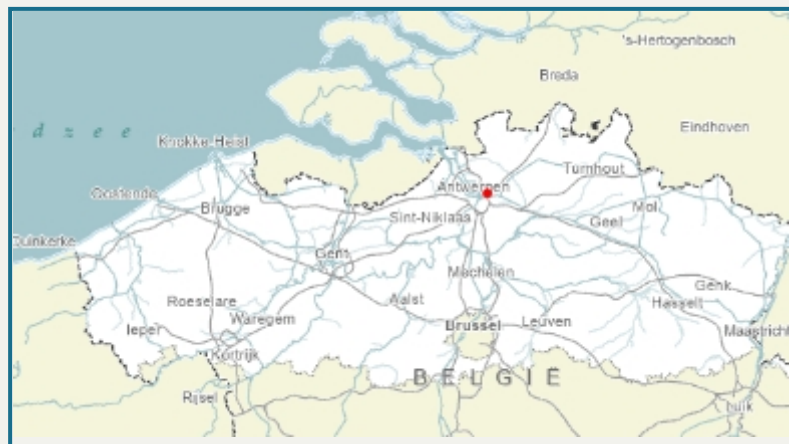 's-Hertogenbosch
Breda
Eindhoven
d z e e
Knokke-Heist
Turnhout
Antwerpen
Oostende
Mol
Brugge
Sint-Niklaas
Geel
Duinkerke
Gent
Mechelen
Genk
Roeselare
Aalst
Hasselt
Waregem
Ieper
Brussel
Leuven
Maastricht
Kortrijk
BELGIË
Rijsel
Luik